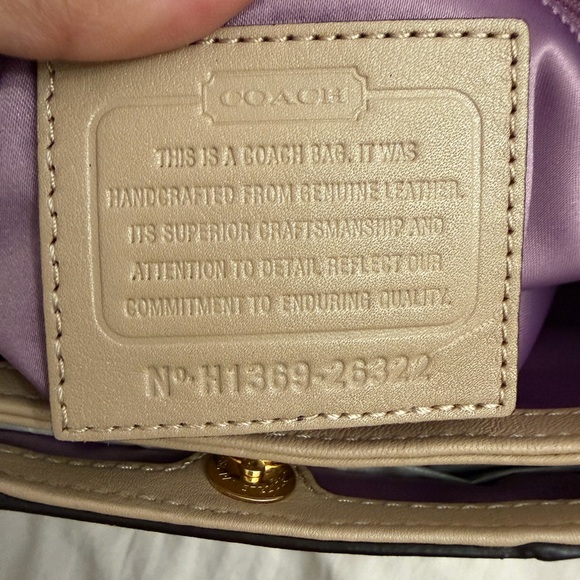 COACH
THIS IS A COACH BAG. IT WAS
HANDCRAFTED FROM GENUINE LEATHER.
ITS SUPERIOR CRAFTSMANSHIP AND
ATTENTION TO DETAIL REFLECT OUR
COMMITMENT TO ENDURING QUALITY.
No. H1369-26322